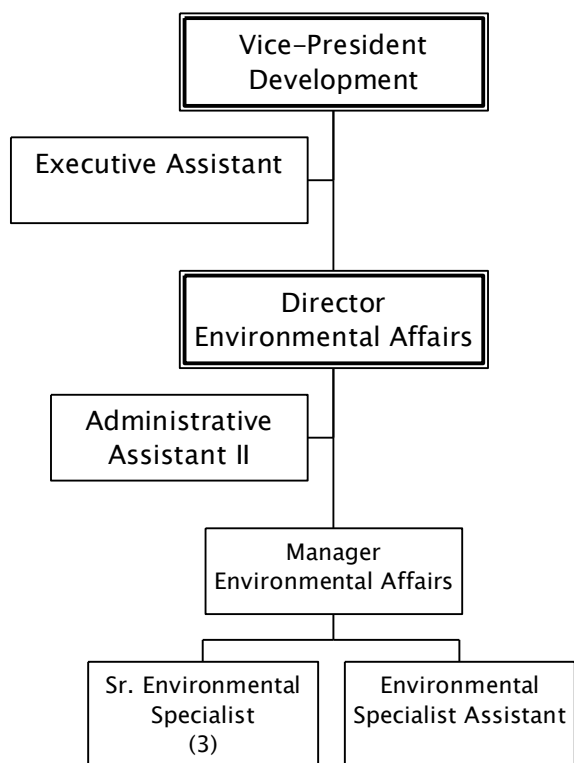 Vice-President
Development
Executive Assistant
Director
Environmental Affairs
Administrative
Assistant II
Manager
Environmental Affairs
Sr. Environmental
Specialist
(3)
Environmental
Specialist Assistant